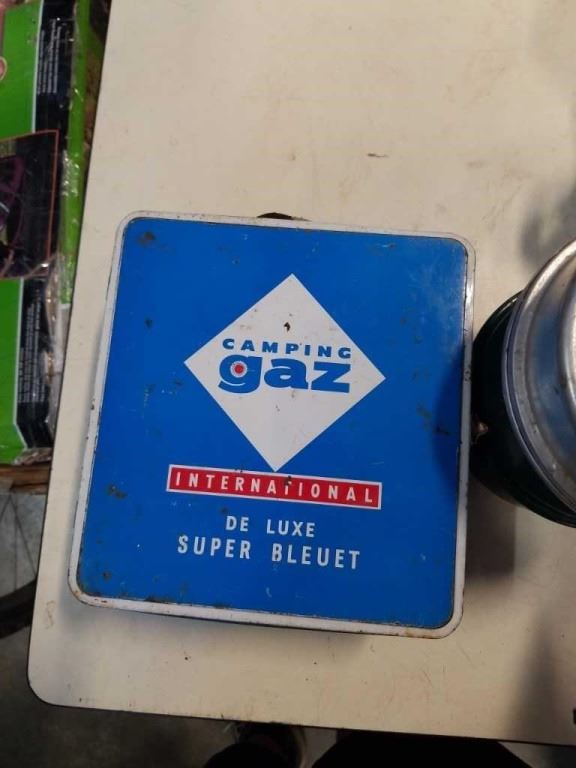 CAMPING
gaz
INTERNATIONAL
DE LUXE
SUPER BLEUET